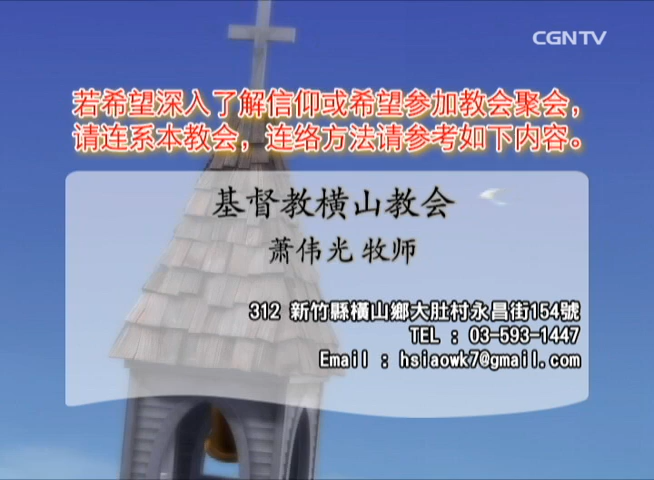 CGNTV
若希望深入了解信仰或希望参加教会聚会，
请连系本教会，连络方法请参考如下内容。
基督教横山教会
萧伟光 牧师
312 新竹縣橫山鄉大肚村永昌街154號
TEL : 03-593-1447
Email : hsiaowk7@gmail.com